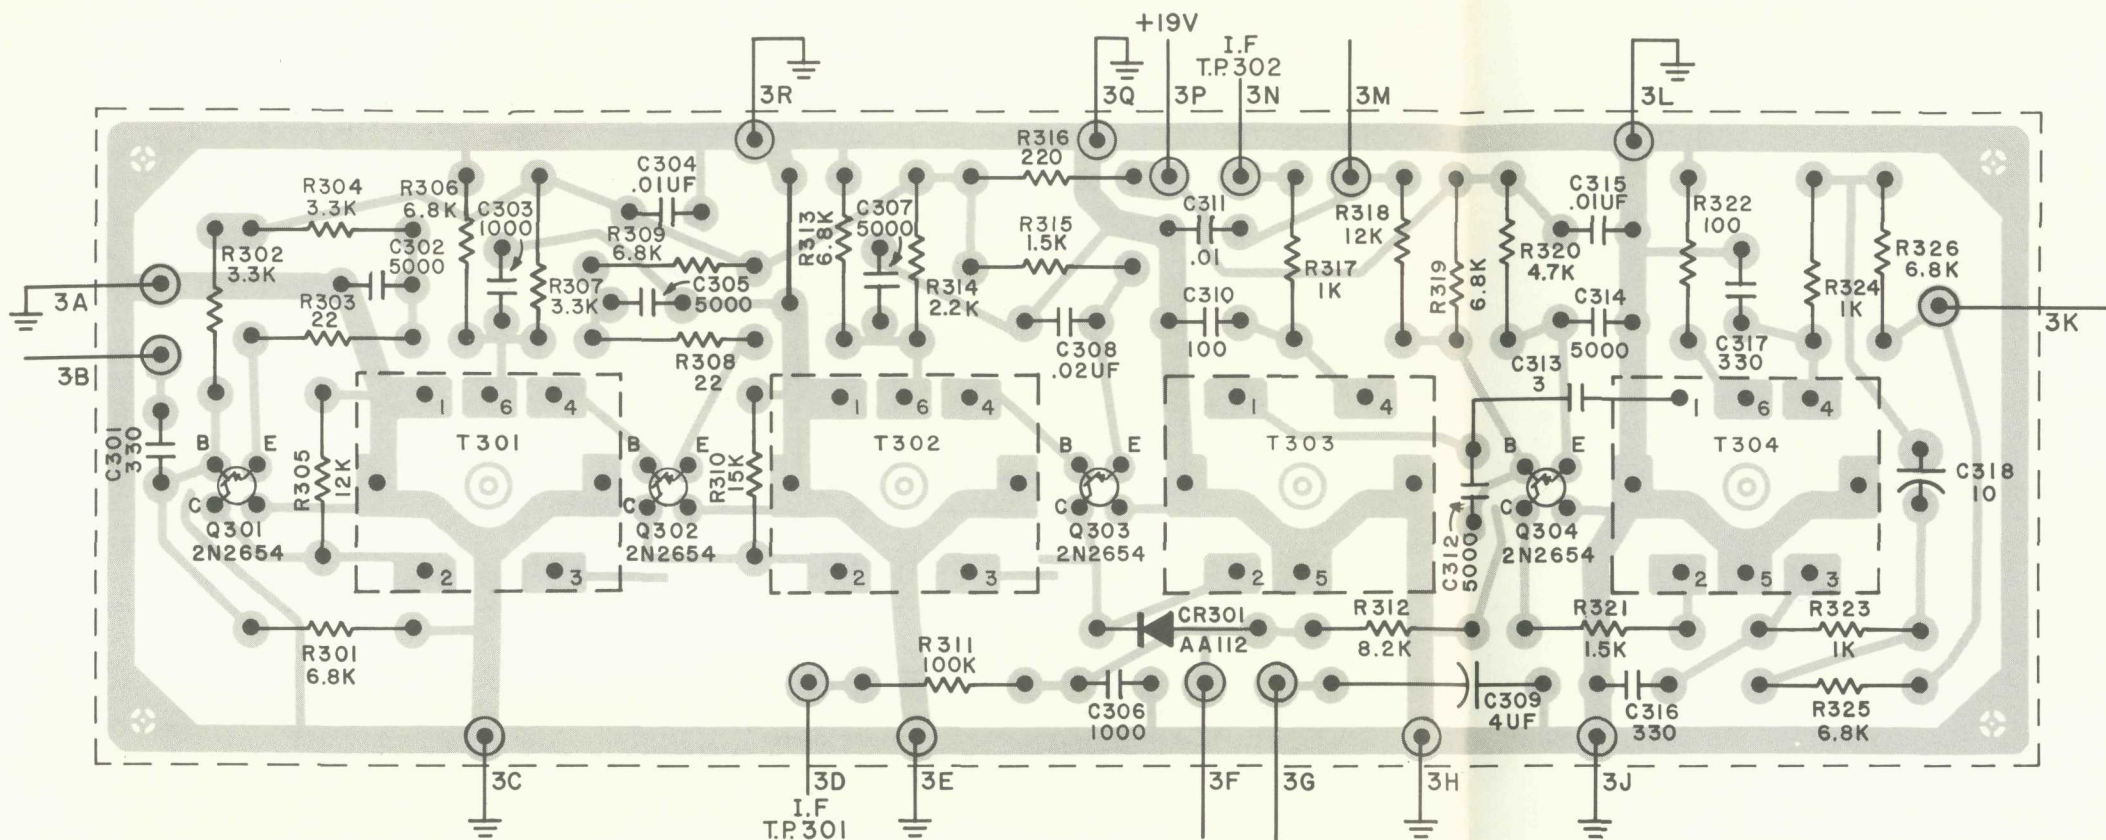 +19V
I.F
T.P.302
3R
3Q
3P
3N
3M
3L
R304
3.3K
R306
6.8K
C304
.01UF
C303
1000
R316
220
C307
5000
R313
6.8K
C311
.01
R318
12K
C315
.01UF
R322
100
R302
3.3K
C302
5000
R309
6.8K
R315
1.5K
R319
6.8K
R320
4.7K
R326
6.8K
3A
R303
22
R307
3.3K
C305
5000
R314
2.2K
C310
100
R317
1K
C314
5000
R324
1K
3K
3B
R308
22
C308
.02UF
C313
3
C317
330
1
6
4
1
6
4
1
4
1
6
4
C301
330
B
E
C
Q301
2N2654
R305
12K
T301
B
E
C
Q302
2N2654
R310
15K
T302
B
E
C
Q303
2N2654
T303
C312
5000
B
E
C
Q304
2N2654
T304
C318
10
2
3
2
3
2
5
2
5
3
R301
6.8K
R311
100K
CR301
AA112
R312
8.2K
R321
1.5K
R323
1K
C306
1000
C309
4UF
C316
330
R325
6.8K
3C
3D
3E
3F
3G
3H
3J
I.F
T.P.301